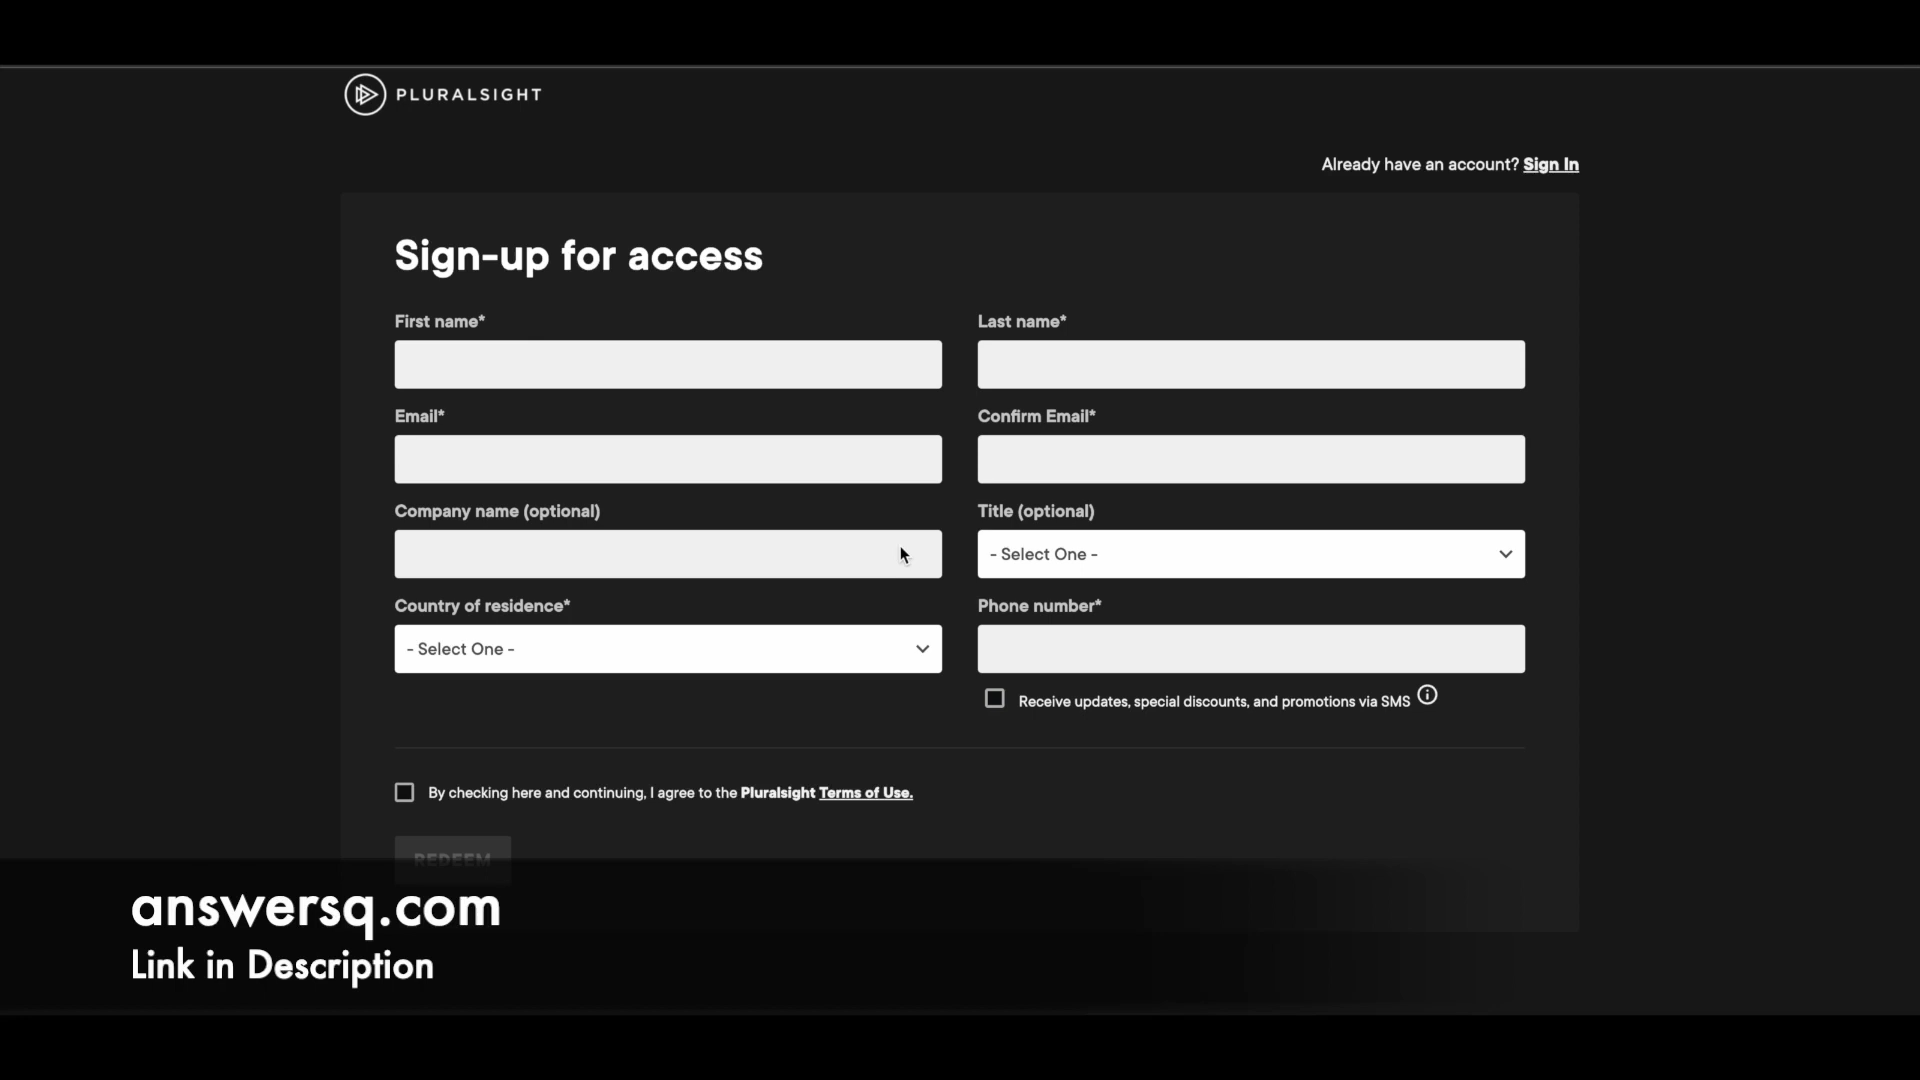 PLURALSIGHT
Already have an account? Sign In
Sign-up for access
First name*
Last name*
Email*
Confirm Email*
Company name (optional)
Title (optional)
- Select One -
Country of residence*
Phone number*
- Select One -
Receive updates, special discounts, and promotions via SMS
By checking here and continuing, I agree to the Pluralsight Terms of Use.
REDEEM
answersq.com
Link in Description